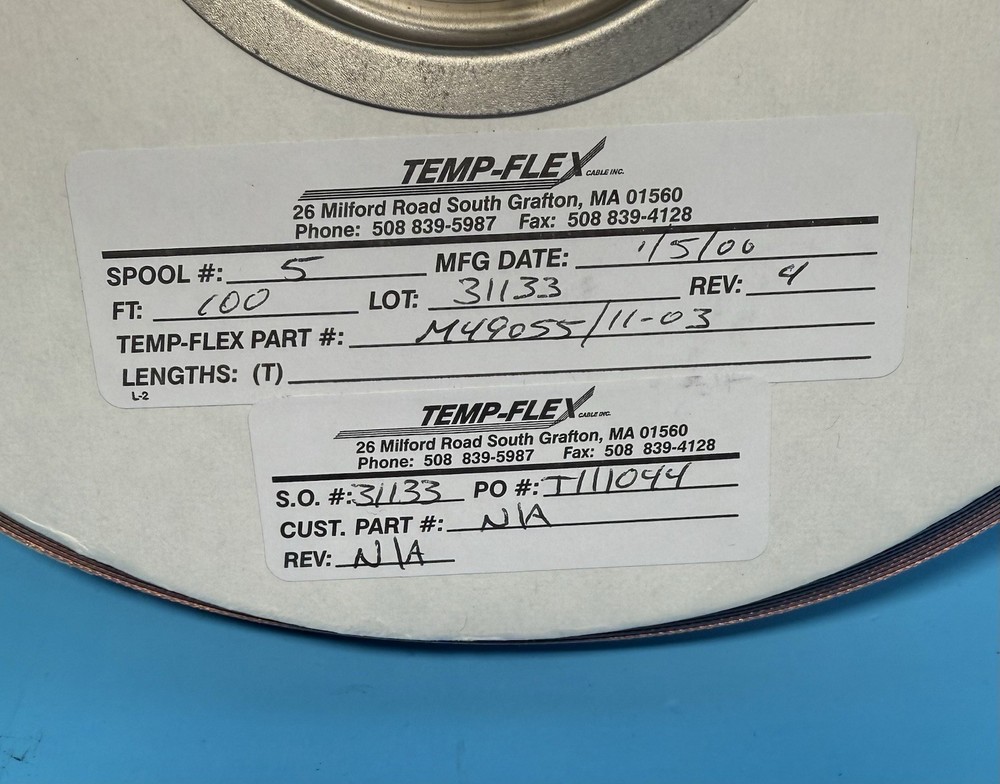 TEMP-FLEX CABLE INC.
26 Milford Road South Grafton, MA 01560
Phone: 508 839-5987 Fax: 508 839-4128
SPOOL #: 5 MFG DATE: 1/5/00
FT: 100 LOT: 31133 REV: 4
TEMP-FLEX PART #: M49055/11-03
LENGTHS: (T)
L-2
TEMP-FLEX CABLE INC.
26 Milford Road South Grafton, MA 01560
Phone: 508 839-5987 Fax: 508 839-4128
S.O. #: 31133 PO #: I111044
CUST. PART #: N/A
REV: N/A